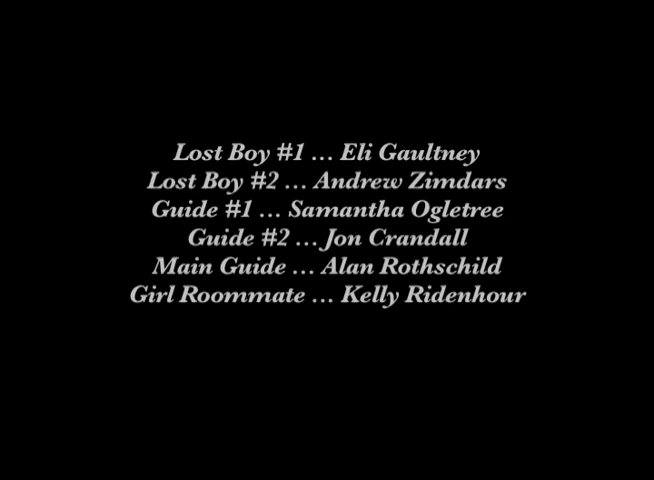 Lost Boy #1 ... Eli Gaultney
Lost Boy #2 ... Andrew Zimdars
Guide #1 ... Samantha Ogletree
Guide #2 ... Jon Crandall
Main Guide ... Alan Rothschild
Girl Roommate ... Kelly Ridenhour